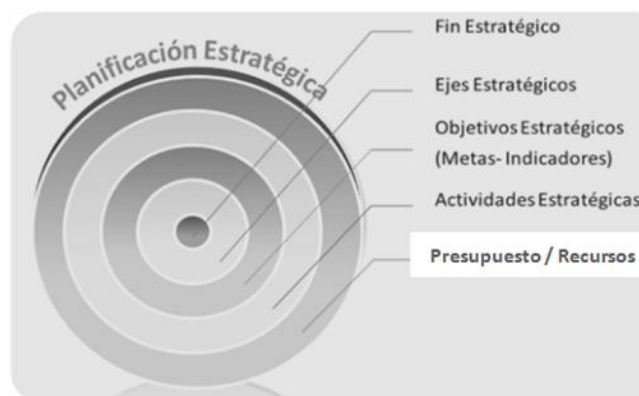 Planificación Estratégica
Fin Estratégico
Ejes Estratégicos
Objetivos Estratégicos
(Metas- Indicadores)
Actividades Estratégicas
Presupuesto / Recursos